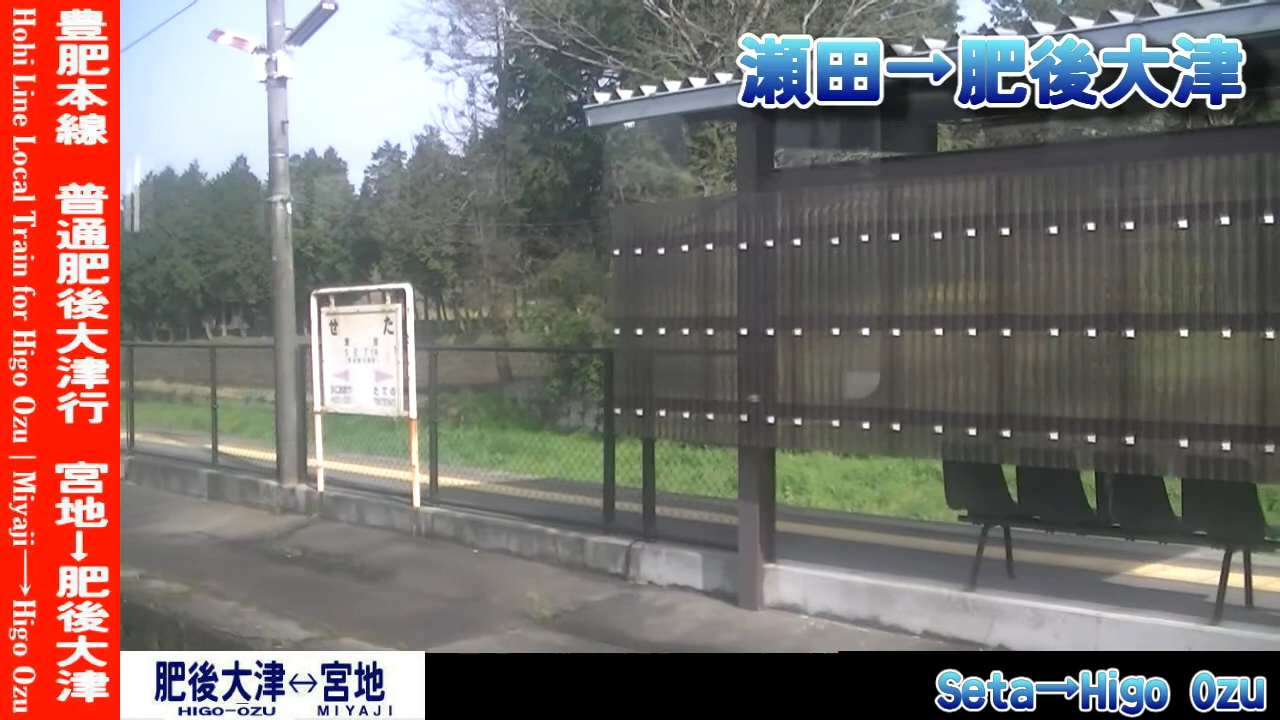 豊肥本線 普通肥後大津行 宮地→肥後大津
Hohi Line Local Train for Higo Ozu | Miyaji→Higo Ozu
瀬田→肥後大津
せた
肥後大津↔宮地
HIGO-ŌZU MIYAJI
Seta→Higo Ozu